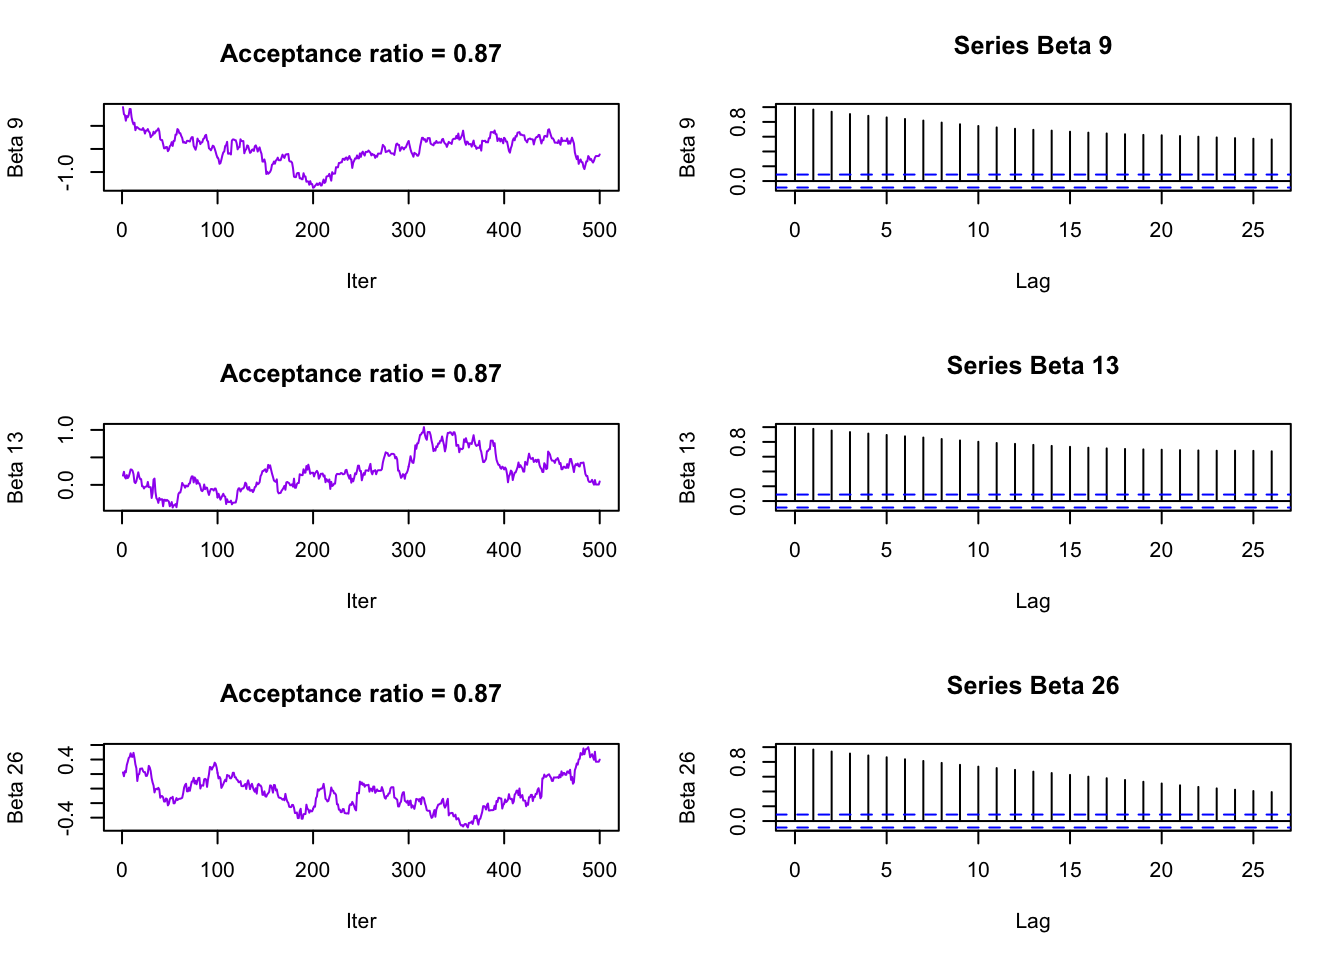 Acceptance ratio = 0.87
Beta 9
-1.0
0 100 200 300 400 500
Iter
Series Beta 9
Beta 9
0.0 0.8
0 5 10 15 20 25
Lag
Acceptance ratio = 0.87
Beta 13
0.0 1.0
0 100 200 300 400 500
Iter
Series Beta 13
Beta 13
0.0 0.8
0 5 10 15 20 25
Lag
Acceptance ratio = 0.87
Beta 26
-0.4 0.4
0 100 200 300 400 500
Iter
Series Beta 26
Beta 26
0.0 0.8
0 5 10 15 20 25
Lag